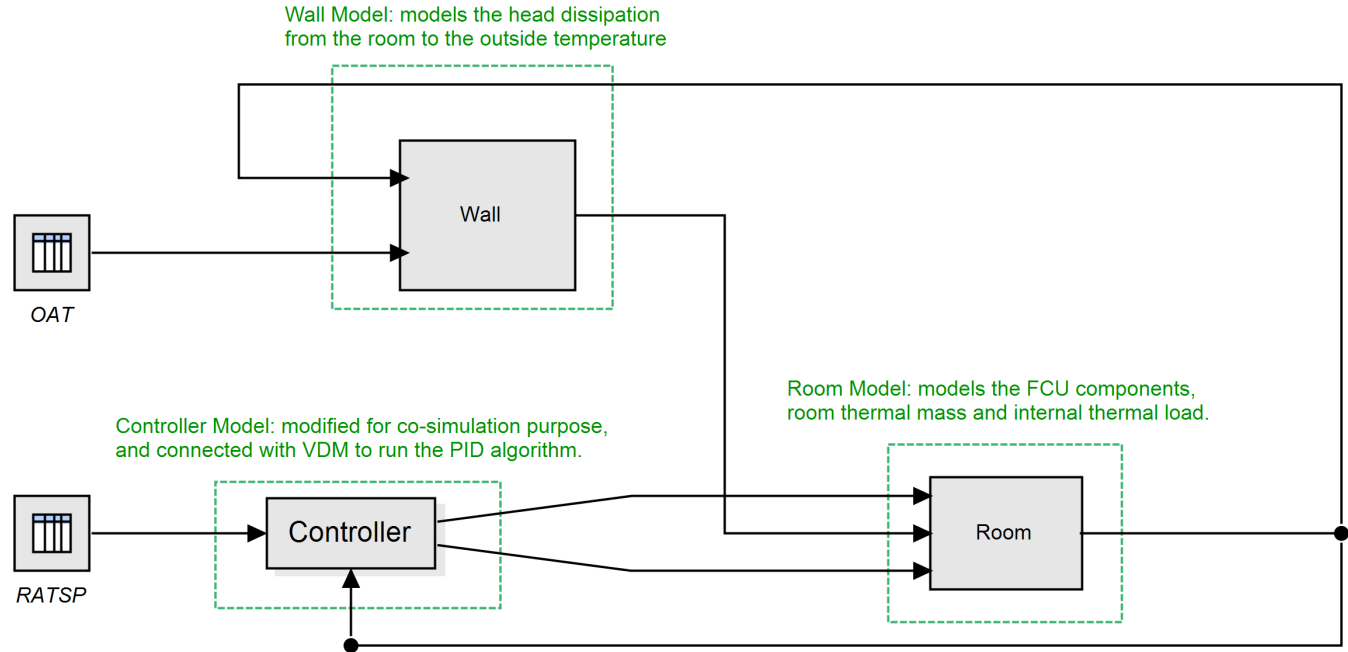 Wall Model: models the head dissipation
from the room to the outside temperature
Wall
OAT
Room Model: models the FCU components,
room thermal mass and internal thermal load.
Controller Model: modified for co-simulation purpose,
and connected with VDM to run the PID algorithm.
Controller
Room
RATSP